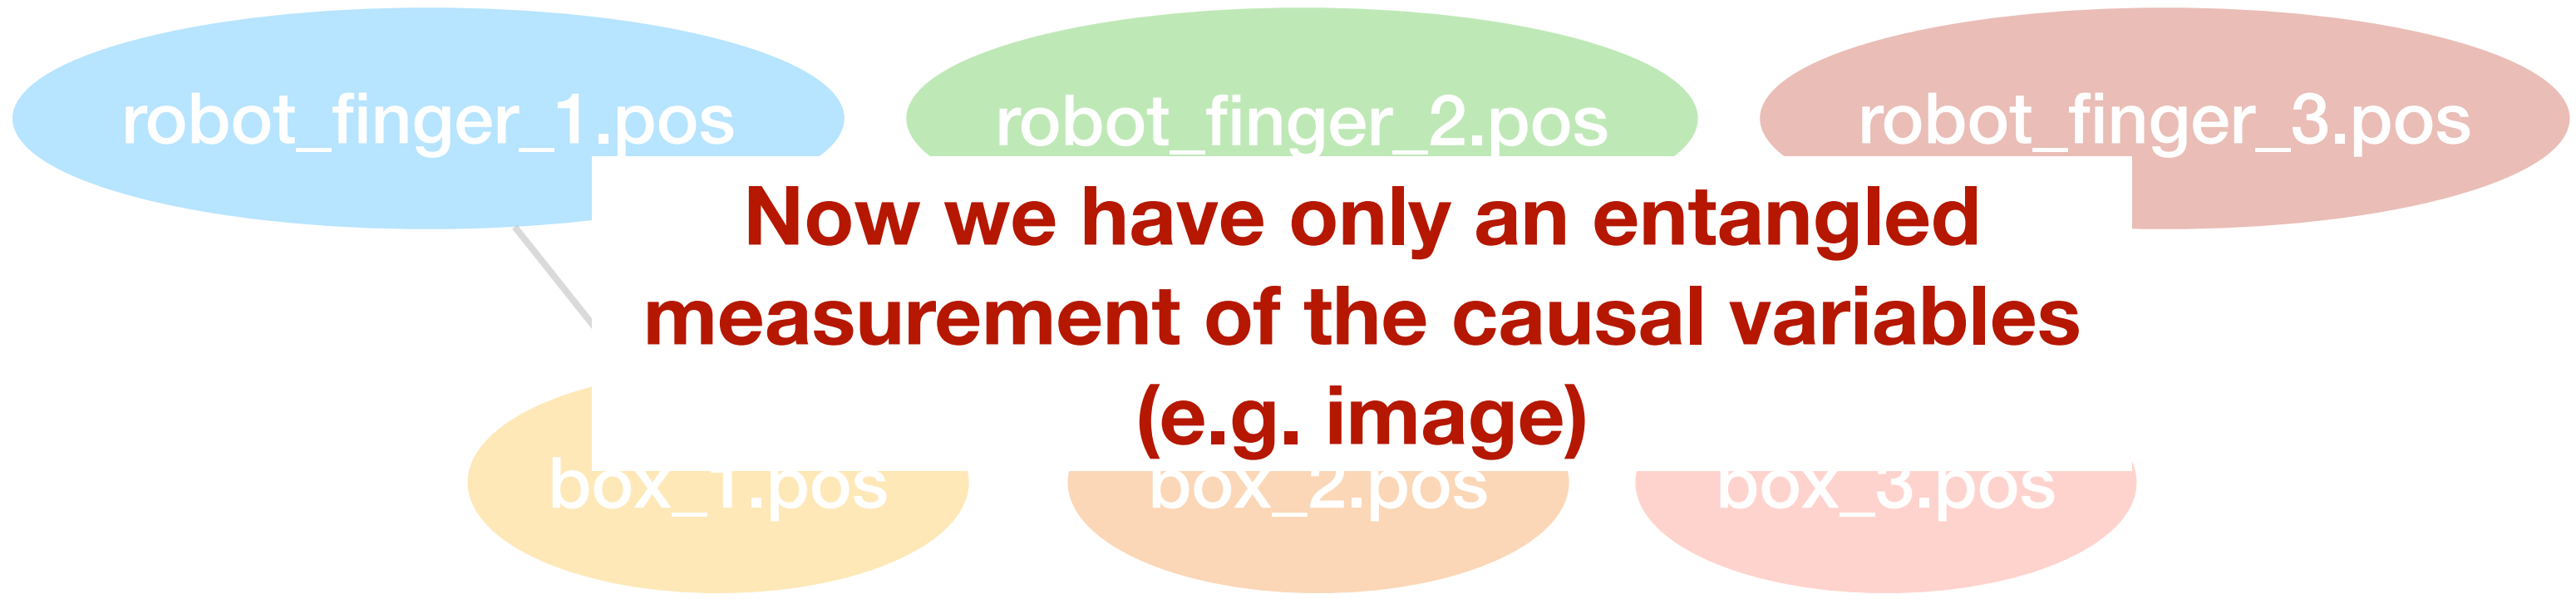 robot_finger_1.pos robot_finger_2.pos robot_finger_3.pos
Now we have only an entangled
measurement of the causal variables
(e.g. image)
box_1.pos box_2.pos box_3.pos